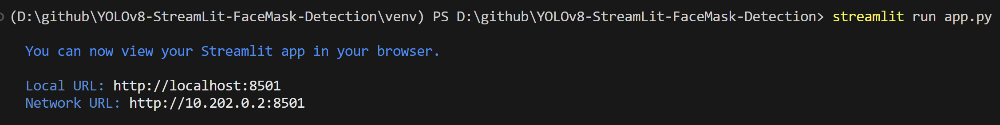 (D:\github\YOLOv8-StreamLit-FaceMask-Detection\venv) PS D:\github\YOLOv8-StreamLit-FaceMask-Detection> streamlit run app.py
You can now view your Streamlit app in your browser.
Local URL: http://localhost:8501
Network URL: http://10.202.0.2:8501